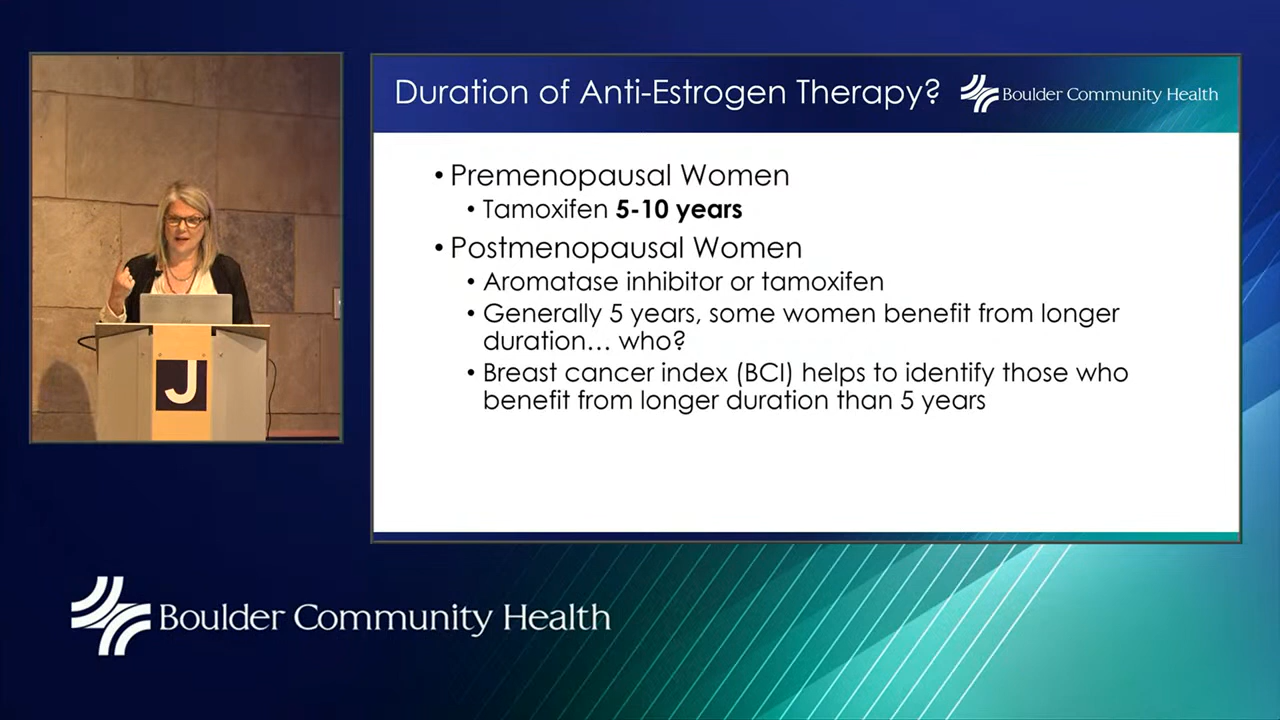 Duration of Anti-Estrogen Therapy?
Boulder Community Health
• Premenopausal Women
• Tamoxifen 5-10 years
• Postmenopausal Women
• Aromatase inhibitor or tamoxifen
• Generally 5 years, some women benefit from longer
duration... who?
• Breast cancer index (BCI) helps to identify those who
benefit from longer duration than 5 years
J
Boulder Community Health